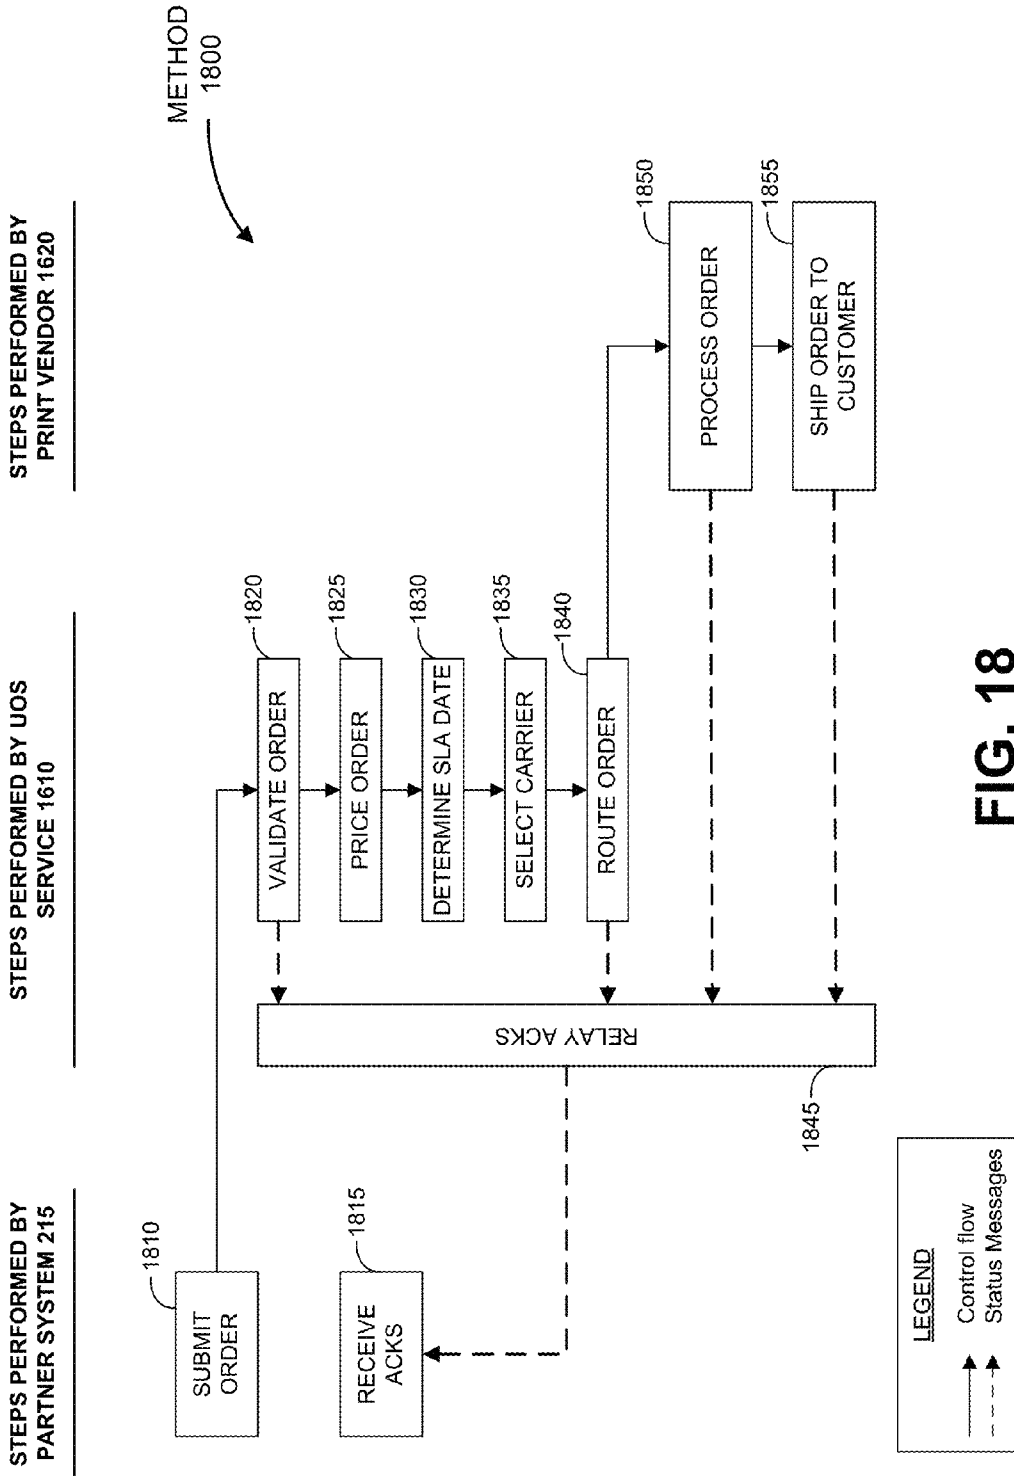 STEPS PERFORMED BY
PARTNER SYSTEM 215
STEPS PERFORMED BY UOS
SERVICE 1610
STEPS PERFORMED BY
PRINT VENDOR 1620
METHOD
1800
1810
SUBMIT
ORDER
1815
RECEIVE
ACKS
1820
VALIDATE ORDER
1825
PRICE ORDER
1830
DETERMINE SLA DATE
1835
SELECT CARRIER
1840
ROUTE ORDER
RELAY ACKS
1845
1850
PROCESS ORDER
1855
SHIP ORDER TO
CUSTOMER
LEGEND
Control flow
Status Messages
FIG. 18